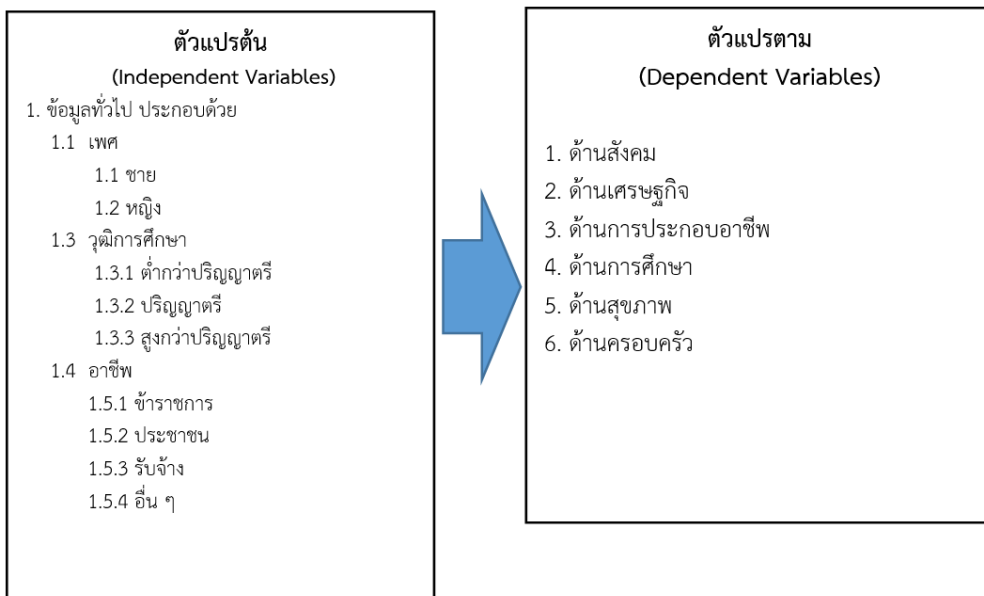 ตัวแปรต้น
(Independent Variables)
1. ข้อมูลทั่วไป ประกอบด้วย
1.1 เพศ
1.1 ชาย
1.2 หญิง
1.3 วุฒิการศึกษา
1.3.1 ต่ำกว่าปริญญาตรี
1.3.2 ปริญญาตรี
1.3.3 สูงกว่าปริญญาตรี
1.4 อาชีพ
1.5.1 ข้าราชการ
1.5.2 ประชาชน
1.5.3 รับจ้าง
1.5.4 อื่น ๆ
ตัวแปรตาม
(Dependent Variables)
1. ด้านสังคม
2. ด้านเศรษฐกิจ
3. ด้านการประกอบอาชีพ
4. ด้านการศึกษา
5. ด้านสุขภาพ
6. ด้านครอบครัว